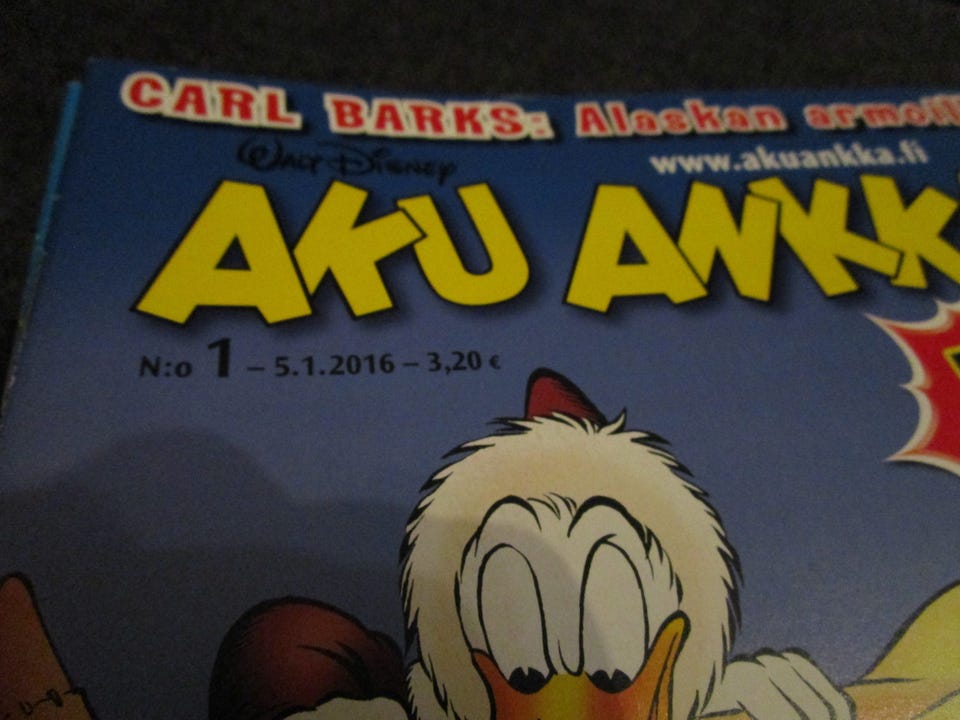 CARL BARKS: Alaskan
www.akuankka.fi
WALT DISNEY
AKU
N:o 1 – 5.1.2016 – 3,20 €